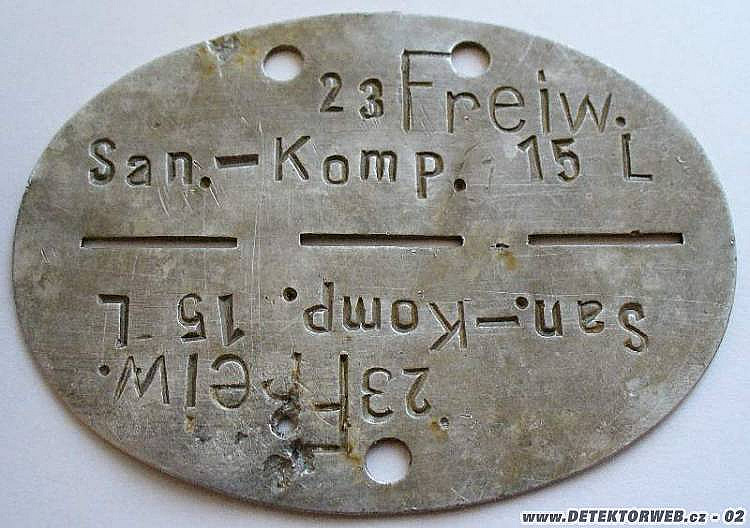 23 Freiw.
San.-Komp. 15 L
San.-Komp. 15 L
23 Freiw.
www.DETEKTORWEB.cz - 02